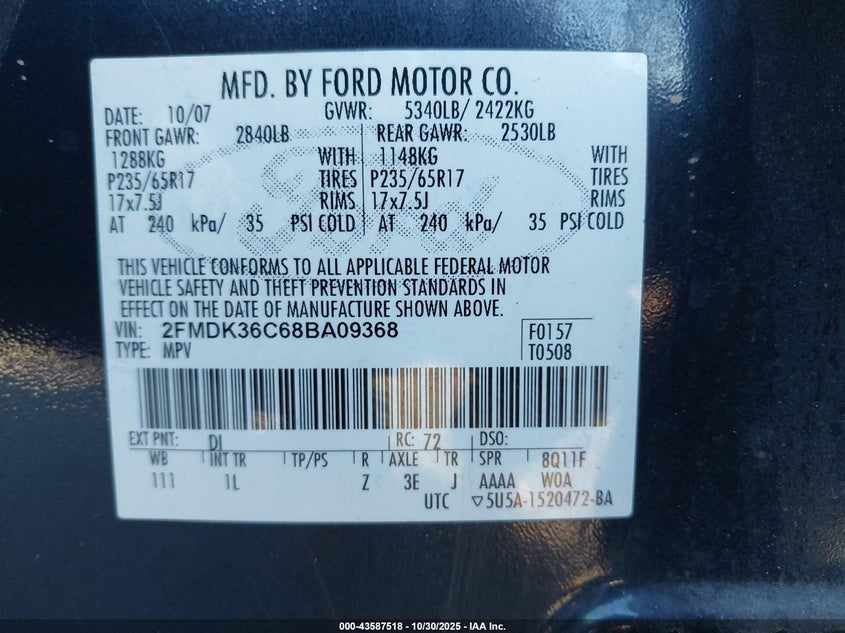 MFD. BY FORD MOTOR CO.
DATE: 10/07 GVWR: 5340LB/ 2422KG
FRONT GAWR: 2840LB REAR GAWR: 2530LB
1288KG WITH 1148KG WITH
P235/65R17 TIRES P235/65R17 TIRES
17x7.5J RIMS 17x7.5J RIMS
AT 240 kPa/ 35 PSI COLD AT 240 kPa/ 35 PSI COLD
THIS VEHICLE CONFORMS TO ALL APPLICABLE FEDERAL MOTOR
VEHICLE SAFETY AND THEFT PREVENTION STANDARDS IN
EFFECT ON THE DATE OF MANUFACTURE SHOWN ABOVE.
VIN: 2FMDK36C68BA09368 F0157
TYPE: MPV T0508
EXT PNT: DI RC: 72 DSO:
WB INT TR TP/PS R AXLE TR SPR 8Q11F
111 1L Z 3E J AAAA W0A
UTC ▽5U5A-1520472-BA
000-43587518 - 10/30/2025 - IAA Inc.